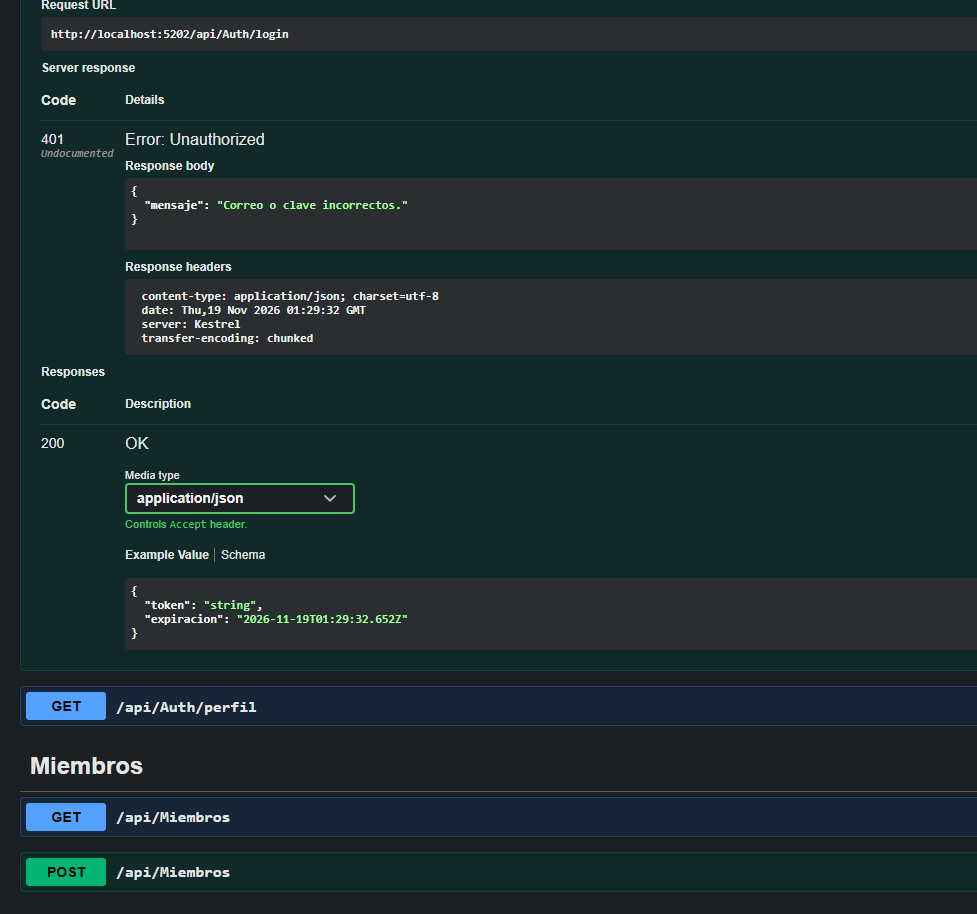 Request URL
http://localhost:5202/api/Auth/login
Server response
Code Details
401 Error: Unauthorized
Undocumented
Response body
{
"mensaje": "Correo o clave incorrectos."
}
Response headers
content-type: application/json; charset=utf-8
date: Thu,19 Nov 2026 01:29:32 GMT
server: Kestrel
transfer-encoding: chunked
Responses
Code Description
200 OK
Media type
application/json
Controls Accept header.
Example Value | Schema
{
"token": "string",
"expiracion": "2026-11-19T01:29:32.652Z"
}
GET /api/Auth/perfil
Miembros
GET /api/Miembros
POST /api/Miembros